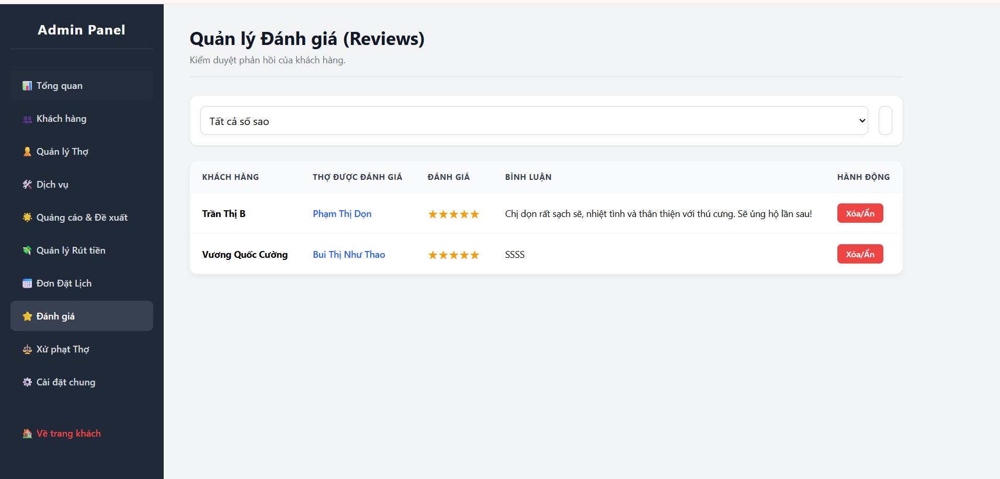 Admin Panel
Tổng quan
Khách hàng
Quản lý Thợ
Dịch vụ
Quảng cáo & Đề xuất
Quản lý Rút tiền
Đơn Đặt Lịch
Đánh giá
Xử phạt Thợ
Cài đặt chung
Về trang khách
Quản lý Đánh giá (Reviews)
Kiểm duyệt phản hồi của khách hàng.
Tất cả số sao
KHÁCH HÀNG THỢ ĐƯỢC ĐÁNH GIÁ ĐÁNH GIÁ BÌNH LUẬN HÀNH ĐỘNG
Trần Thị B Phạm Thị Dọn ★★★★★ Chị dọn rất sạch sẽ, nhiệt tình và thân thiện với thú cưng. Sẽ ủng hộ lần sau! Xóa/Ẩn
Vương Quốc Cường Bui Thị Như Thao ★★★★★ SSSS Xóa/Ẩn